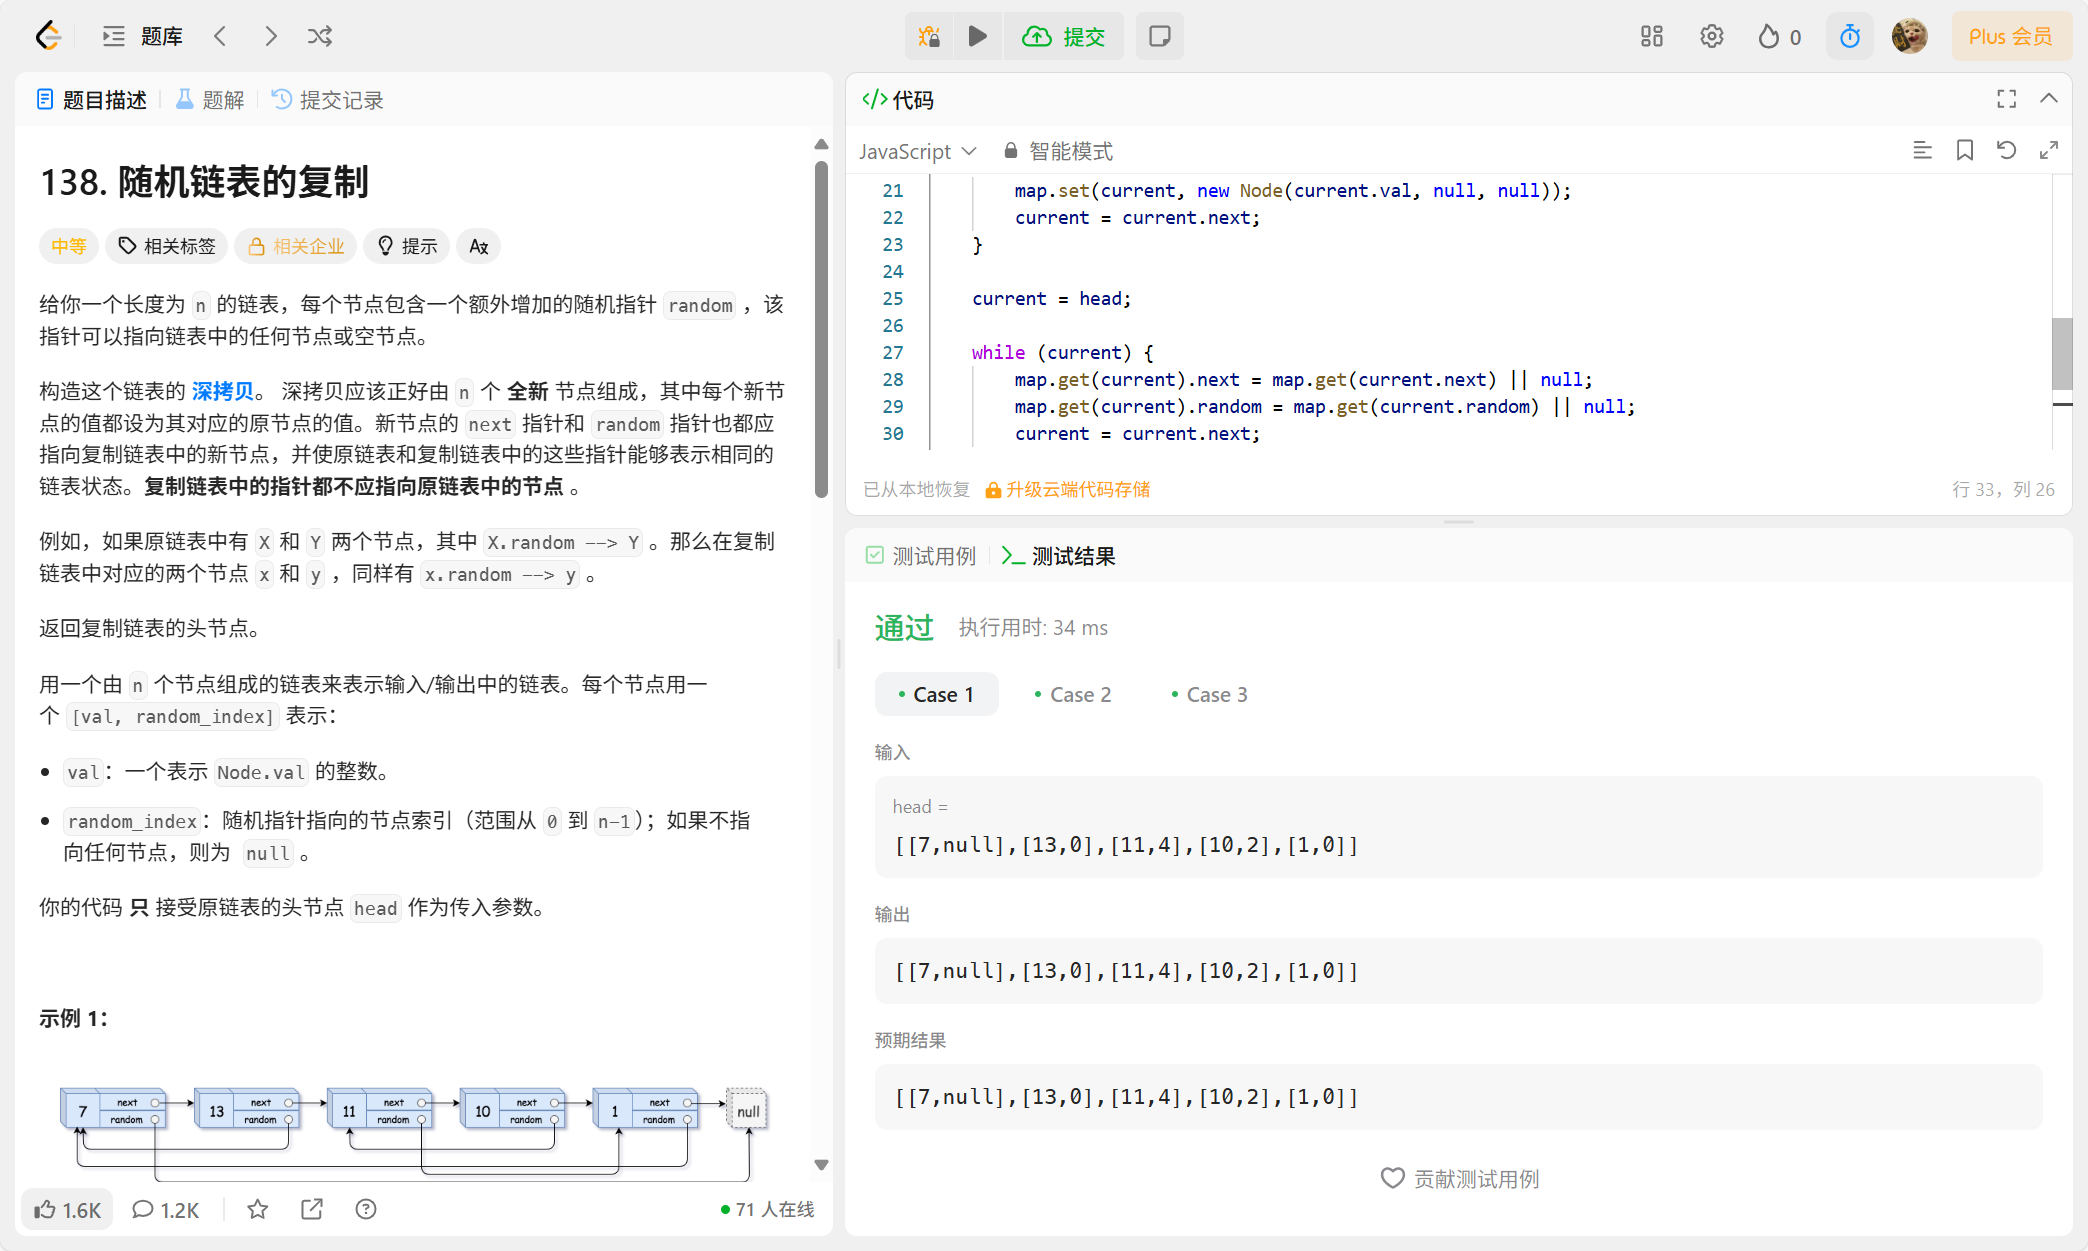 题库
提交
0
Plus 会员
题目描述
题解
提交记录
138. 随机链表的复制
中等
相关标签
相关企业
提示
给你一个长度为 n 的链表，每个节点包含一个额外增加的随机指针 random ，该
指针可以指向链表中的任何节点或空节点。
构造这个链表的 深拷贝。 深拷贝应该正好由 n 个 全新 节点组成，其中每个新节
点的值都设为其对应的原节点的值。新节点的 next 指针和 random 指针也都应
指向复制链表中的新节点，并使原链表和复制链表中的这些指针能够表示相同的
链表状态。复制链表中的指针都不应指向原链表中的节点 。
例如，如果原链表中有 X 和 Y 两个节点，其中 X.random --> Y 。那么在复制
链表中对应的两个节点 x 和 y ，同样有 x.random --> y 。
返回复制链表的头节点。
用一个由 n 个节点组成的链表来表示输入/输出中的链表。每个节点用一
个 [val, random_index] 表示：
• val：一个表示 Node.val 的整数。
• random_index：随机指针指向的节点索引（范围从 0 到 n-1）；如果不指
向任何节点，则为 null 。
你的代码 只 接受原链表的头节点 head 作为传入参数。
示例 1：
7 next random
13 next random
11 next random
10 next random
1 next random
null
1.6K
1.2K
71 人在线
</> 代码
JavaScript
智能模式
21 map.set(current, new Node(current.val, null, null));
22 current = current.next;
23 }
24
25 current = head;
26
27 while (current) {
28 map.get(current).next = map.get(current.next) || null;
29 map.get(current).random = map.get(current.random) || null;
30 current = current.next;
已从本地恢复
升级云端代码存储
行 33，列 26
测试用例
测试结果
通过
执行用时: 34 ms
Case 1
Case 2
Case 3
输入
head =
[[7,null],[13,0],[11,4],[10,2],[1,0]]
输出
[[7,null],[13,0],[11,4],[10,2],[1,0]]
预期结果
[[7,null],[13,0],[11,4],[10,2],[1,0]]
贡献测试用例